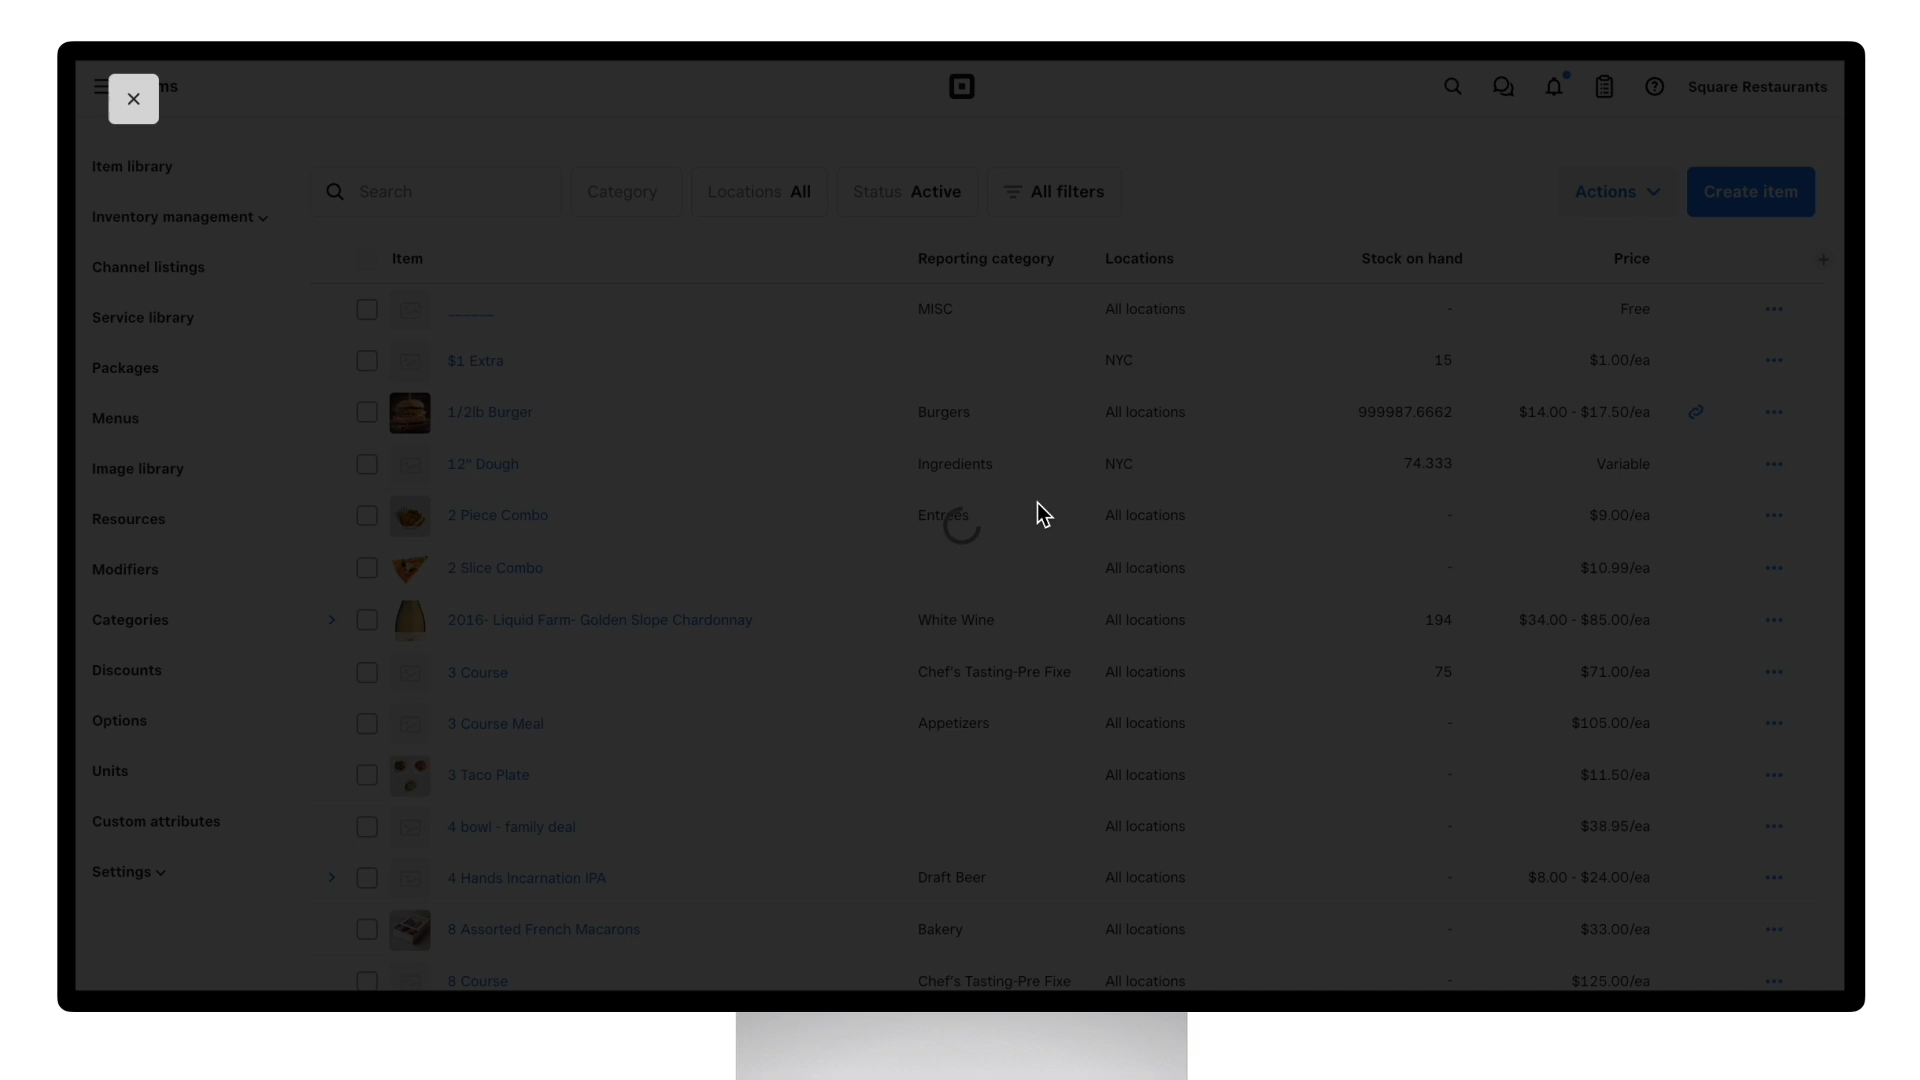 ms
Square Restaurants
Item library
Inventory management
Channel listings
Service library
Packages
Menus
Image library
Resources
Modifiers
Categories
Discounts
Options
Units
Custom attributes
Settings
Search
Category
Locations All
Status Active
All filters
Actions
Create item
Item Reporting category Locations Stock on hand Price
______ MISC All locations - Free
$1 Extra NYC 15 $1.00/ea
1/2lb Burger Burgers All locations 999987.6662 $14.00 - $17.50/ea
12" Dough Ingredients NYC 74.333 Variable
2 Piece Combo Entrees All locations - $9.00/ea
2 Slice Combo All locations - $10.99/ea
2016- Liquid Farm- Golden Slope Chardonnay White Wine All locations 194 $34.00 - $85.00/ea
3 Course Chef's Tasting-Pre Fixe All locations 75 $71.00/ea
3 Course Meal Appetizers All locations - $105.00/ea
3 Taco Plate All locations - $11.50/ea
4 bowl - family deal All locations - $38.95/ea
4 Hands Incarnation IPA Draft Beer All locations - $8.00 - $24.00/ea
8 Assorted French Macarons Bakery All locations - $33.00/ea
8 Course Chef's Tasting-Pre Fixe All locations - $125.00/ea